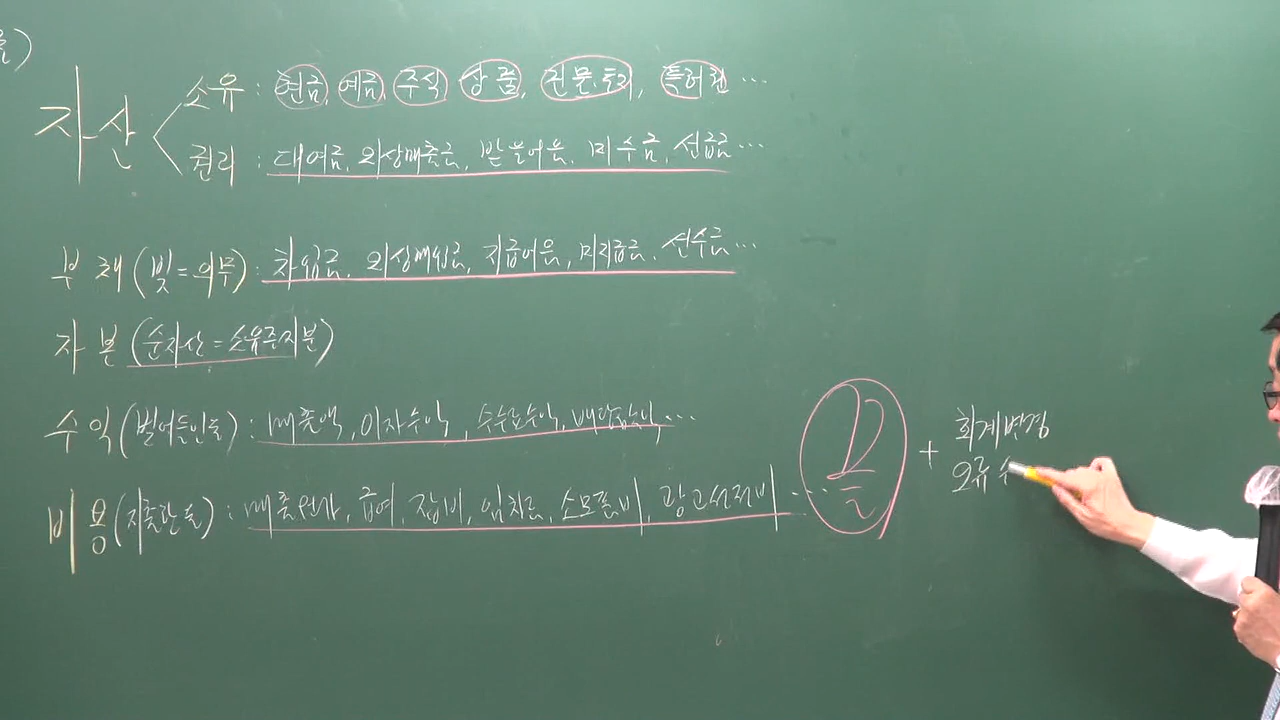 자산
소유 : 현금, 예금, 주식, 상품, 건물.토지, 특허권 …
권리 : 대여금, 외상매출금, 받을어음, 미수금, 선급금 …
부채 (빚 = 의무) : 차입금, 외상매입금, 지급어음, 미지급금, 선수금 …
자본 (순자산 = 소유주지분)
수익 (벌어들인돈) : 매출액, 이자수익, 수수료수익, 배당금수익, …
비용 (지출한돈) : 매출원가, 급여, 잡비, 임차료, 소모품비, 광고선전비 …
+ 회계변경
오류수